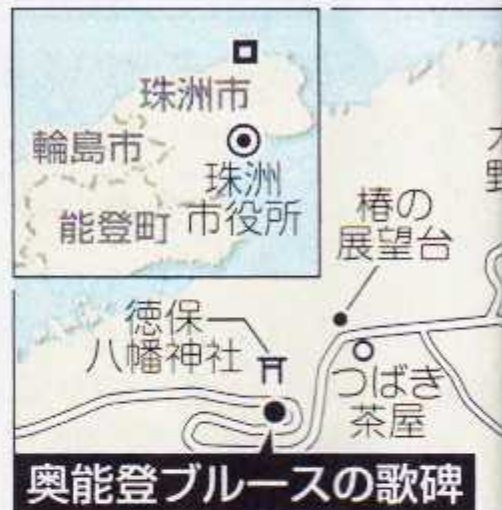 珠洲市
輪島市
珠洲
市役所
能登町
椿の
展望台
徳保
八幡神社
つばき
茶屋
奥能登ブルースの歌碑